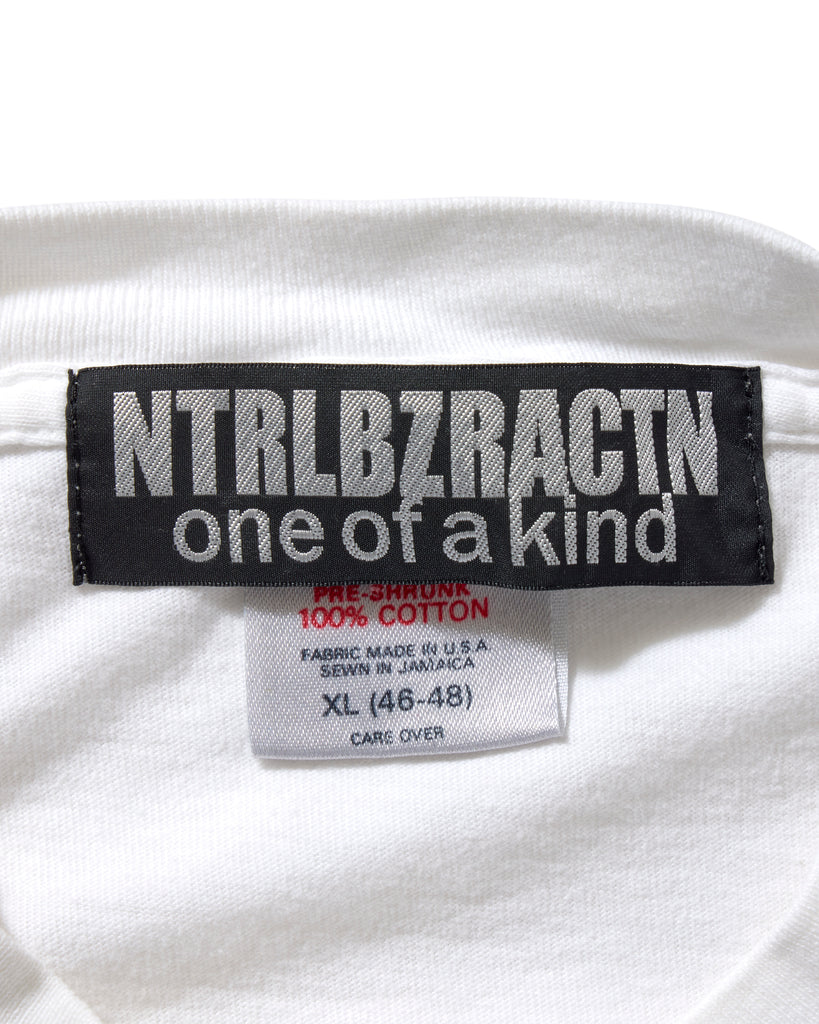 NTRLBZRACTN
one of a kind
PRE-SHRUNK
100% COTTON
FABRIC MADE IN U.S.A.
SEWN IN JAMAICA
XL (46-48)
CARE OVER